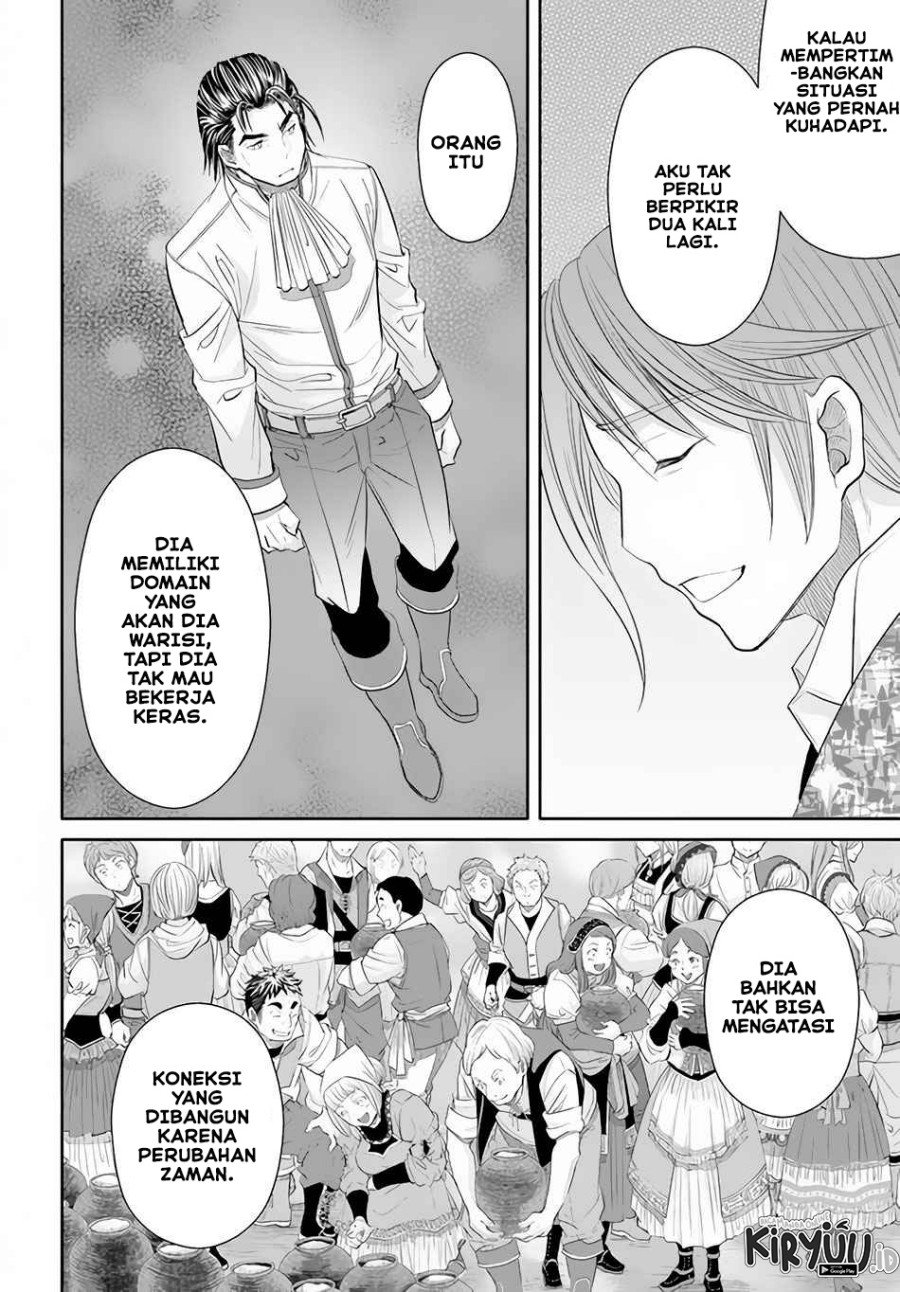 KALAU
MEMPERTIM
-BANGKAN
SITUASI
YANG PERNAH
KUHADAPI.
AKU TAK
PERLU
BERPIKIR
DUA KALI
LAGI.
ORANG
ITU
DIA
MEMILIKI
DOMAIN
YANG
AKAN DIA
WARISI,
TAPI DIA
TAK MAU
BEKERJA
KERAS.
DIA
BAHKAN
TAK BISA
MENGATASI
KONEKSI
YANG
DIBANGUN
KARENA
PERUBAHAN
ZAMAN.
KIRYUU.ID
Google Play